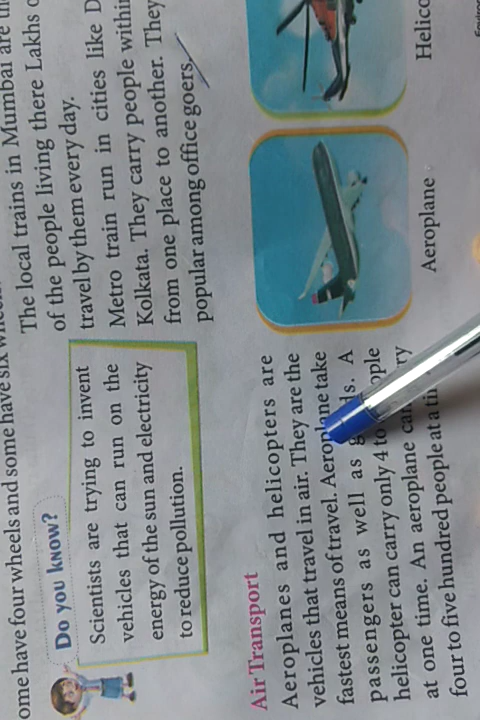 ome have four wheels and some have six wheels.
Do you know?
Scientists are trying to invent
vehicles that can run on the
energy of the sun and electricity
to reduce pollution.
The local trains in Mumbai are
of the people living there Lakhs
travel by them every day.
Metro train run in cities like D
Kolkata. They carry people within
from one place to another. They
popular among office goers.
Air Transport
Aeroplanes and helicopters are
vehicles that travel in air. They are the
fastest means of travel. Aeroplane take
passengers as well as A
helicopter can carry only 4 to
at one time. An aeroplane
four to five hundred people at a
Aeroplane
Helico